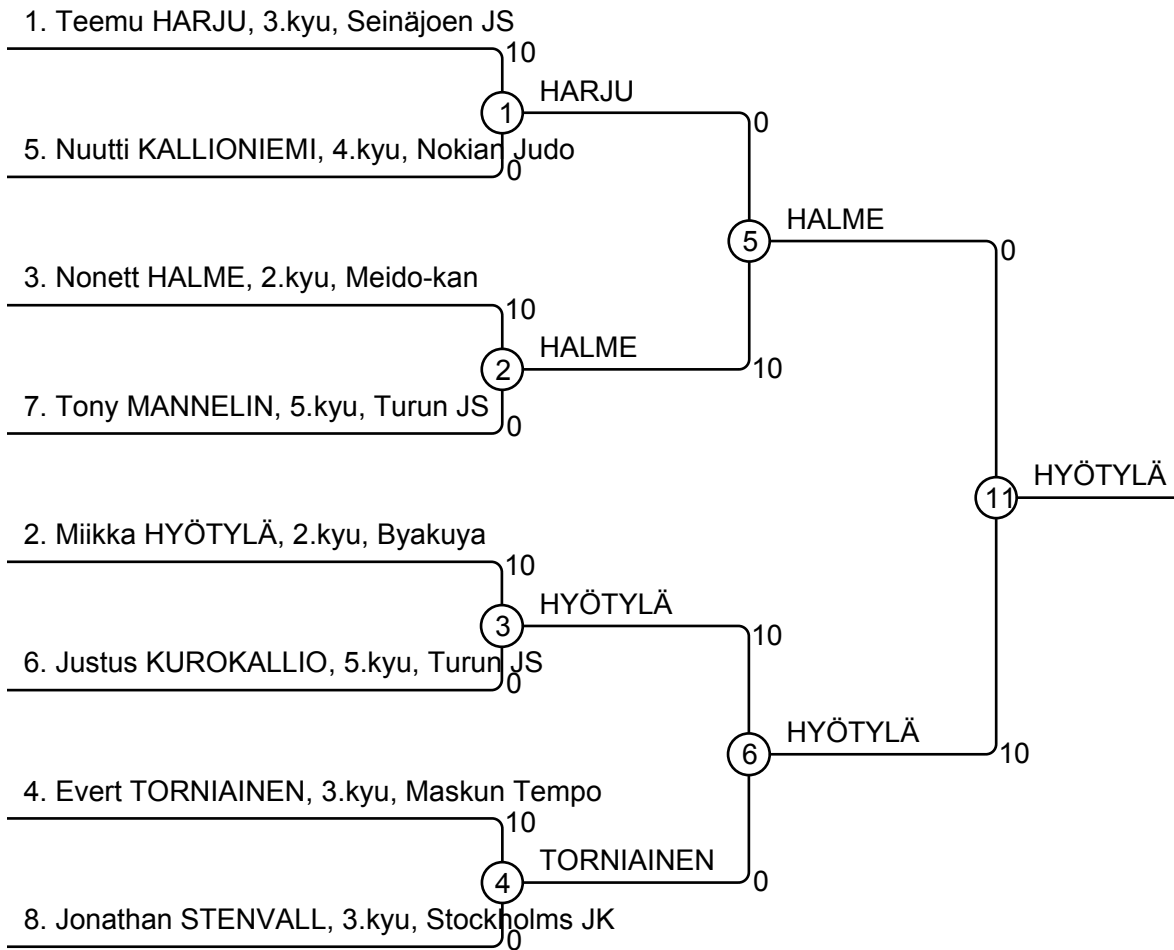 1. Teemu HARJU, 3.kyu, Seinäjoen JS
10
HARJU
1
0
5. Nuutti KALLIONIEMI, 4.kyu, Nokian Judo
0
HALME
5
0
3. Nonett HALME, 2.kyu, Meido-kan
10
HALME
2
10
7. Tony MANNELIN, 5.kyu, Turun JS
0
HYÖTYLÄ
11
2. Miikka HYÖTYLÄ, 2.kyu, Byakuya
10
HYÖTYLÄ
3
10
6. Justus KUROKALLIO, 5.kyu, Turun JS
0
HYÖTYLÄ
6
10
4. Evert TORNIAINEN, 3.kyu, Maskun Tempo
10
TORNIAINEN
4
0
8. Jonathan STENVALL, 3.kyu, Stockholms JK
0